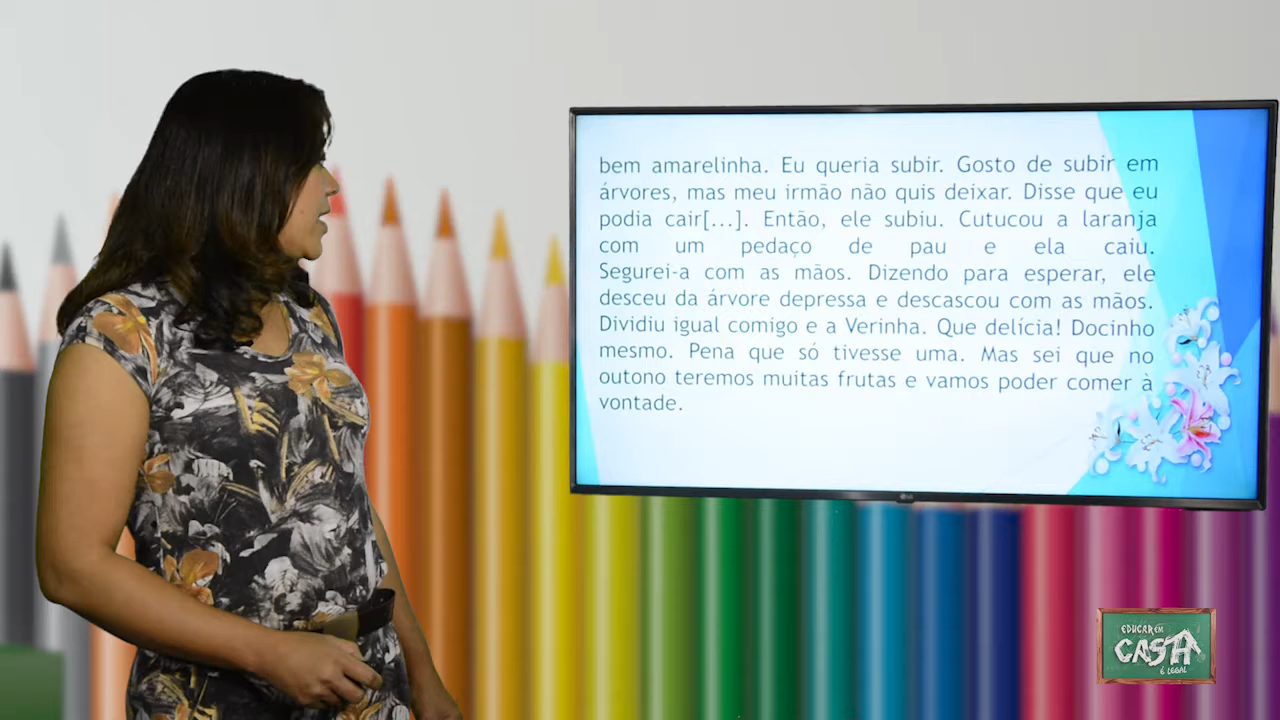 bem amarelinha. Eu queria subir. Gosto de subir em
árvores, mas meu irmão não quis deixar. Disse que eu
podia cair[...]. Então, ele subiu. Cutucou a laranja
com um pedaço de pau e ela caiu.
Segurei-a com as mãos. Dizendo para esperar, ele
desceu da árvore depressa e descascou com as mãos.
Dividiu igual comigo e a Verinha. Que delícia! Docinho
mesmo. Pena que só tivesse uma. Mas sei que no
outono teremos muitas frutas e vamos poder comer à
vontade.
LG
EDUCAR EM
CASA
É LEGAL